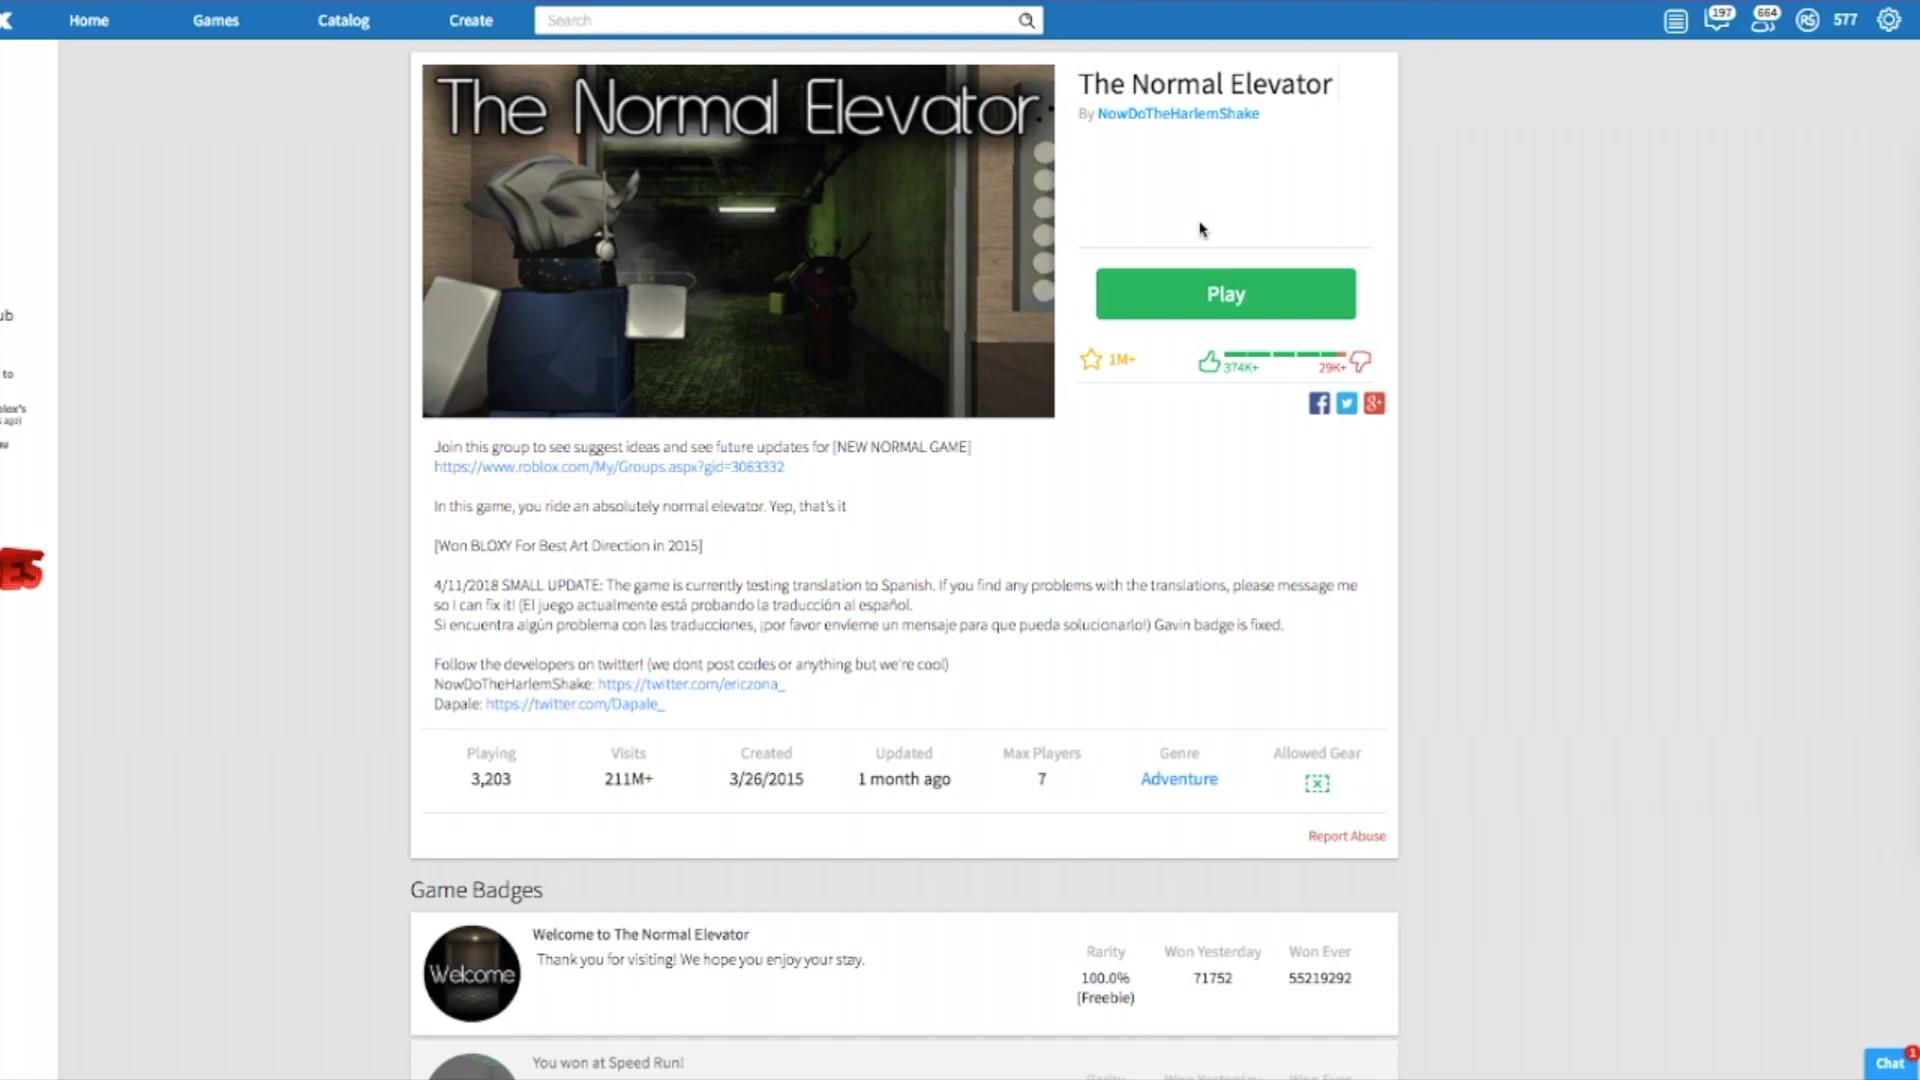 Home Games Catalog Create Search 197 664 R$ 577
The Normal Elevator
The Normal Elevator
By NowDoTheHarlemShake
Play
1M+ 374K+ 29K+
Join this group to see suggest ideas and see future updates for [NEW NORMAL GAME]
https://www.roblox.com/My/Groups.aspx?gid=3063332
In this game, you ride an absolutely normal elevator. Yep, that's it
[Won BLOXY For Best Art Direction in 2015]
4/11/2018 SMALL UPDATE: The game is currently testing translation to Spanish. If you find any problems with the translations, please message me
so I can fix it! (El juego actualmente está probando la traducción al español.
Si encuentra algún problema con las traducciones, ¡por favor envíeme un mensaje para que pueda solucionarlo!) Gavin badge is fixed.
Follow the developers on twitter! (we dont post codes or anything but we're cool)
NowDoTheHarlemShake: https://twitter.com/ericzona_
Dapale: https://twitter.com/Dapale_
Playing Visits Created Updated Max Players Genre Allowed Gear
3,203 211M+ 3/26/2015 1 month ago 7 Adventure
Report Abuse
Game Badges
Welcome
Welcome to The Normal Elevator
Thank you for visiting! We hope you enjoy your stay.
Rarity Won Yesterday Won Ever
100.0% 71752 55219292
(Freebie)
You won at Speed Run!
Rarity Won Yesterday Won Ever
Chat 1